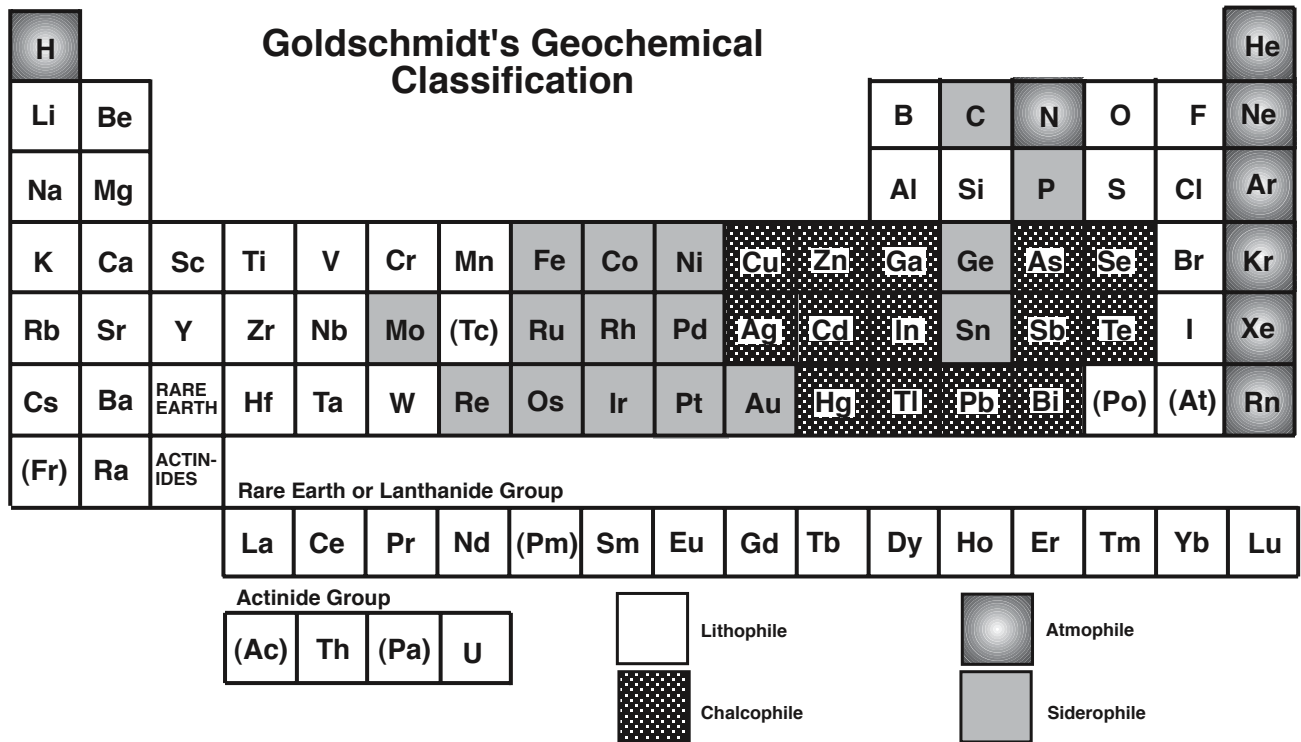 Goldschmidt's Geochemical
Classification
H He
Li Be B C N O F Ne
Na Mg Al Si P S Cl Ar
K Ca Sc Ti V Cr Mn Fe Co Ni Cu Zn Ga Ge As Se Br Kr
Rb Sr Y Zr Nb Mo (Tc) Ru Rh Pd Ag Cd In Sn Sb Te I Xe
Cs Ba RARE EARTH Hf Ta W Re Os Ir Pt Au Hg Tl Pb Bi (Po) (At) Rn
(Fr) Ra ACTIN-IDES
Rare Earth or Lanthanide Group
La Ce Pr Nd (Pm) Sm Eu Gd Tb Dy Ho Er Tm Yb Lu
Actinide Group
(Ac) Th (Pa) U
Lithophile
Atmophile
Chalcophile
Siderophile